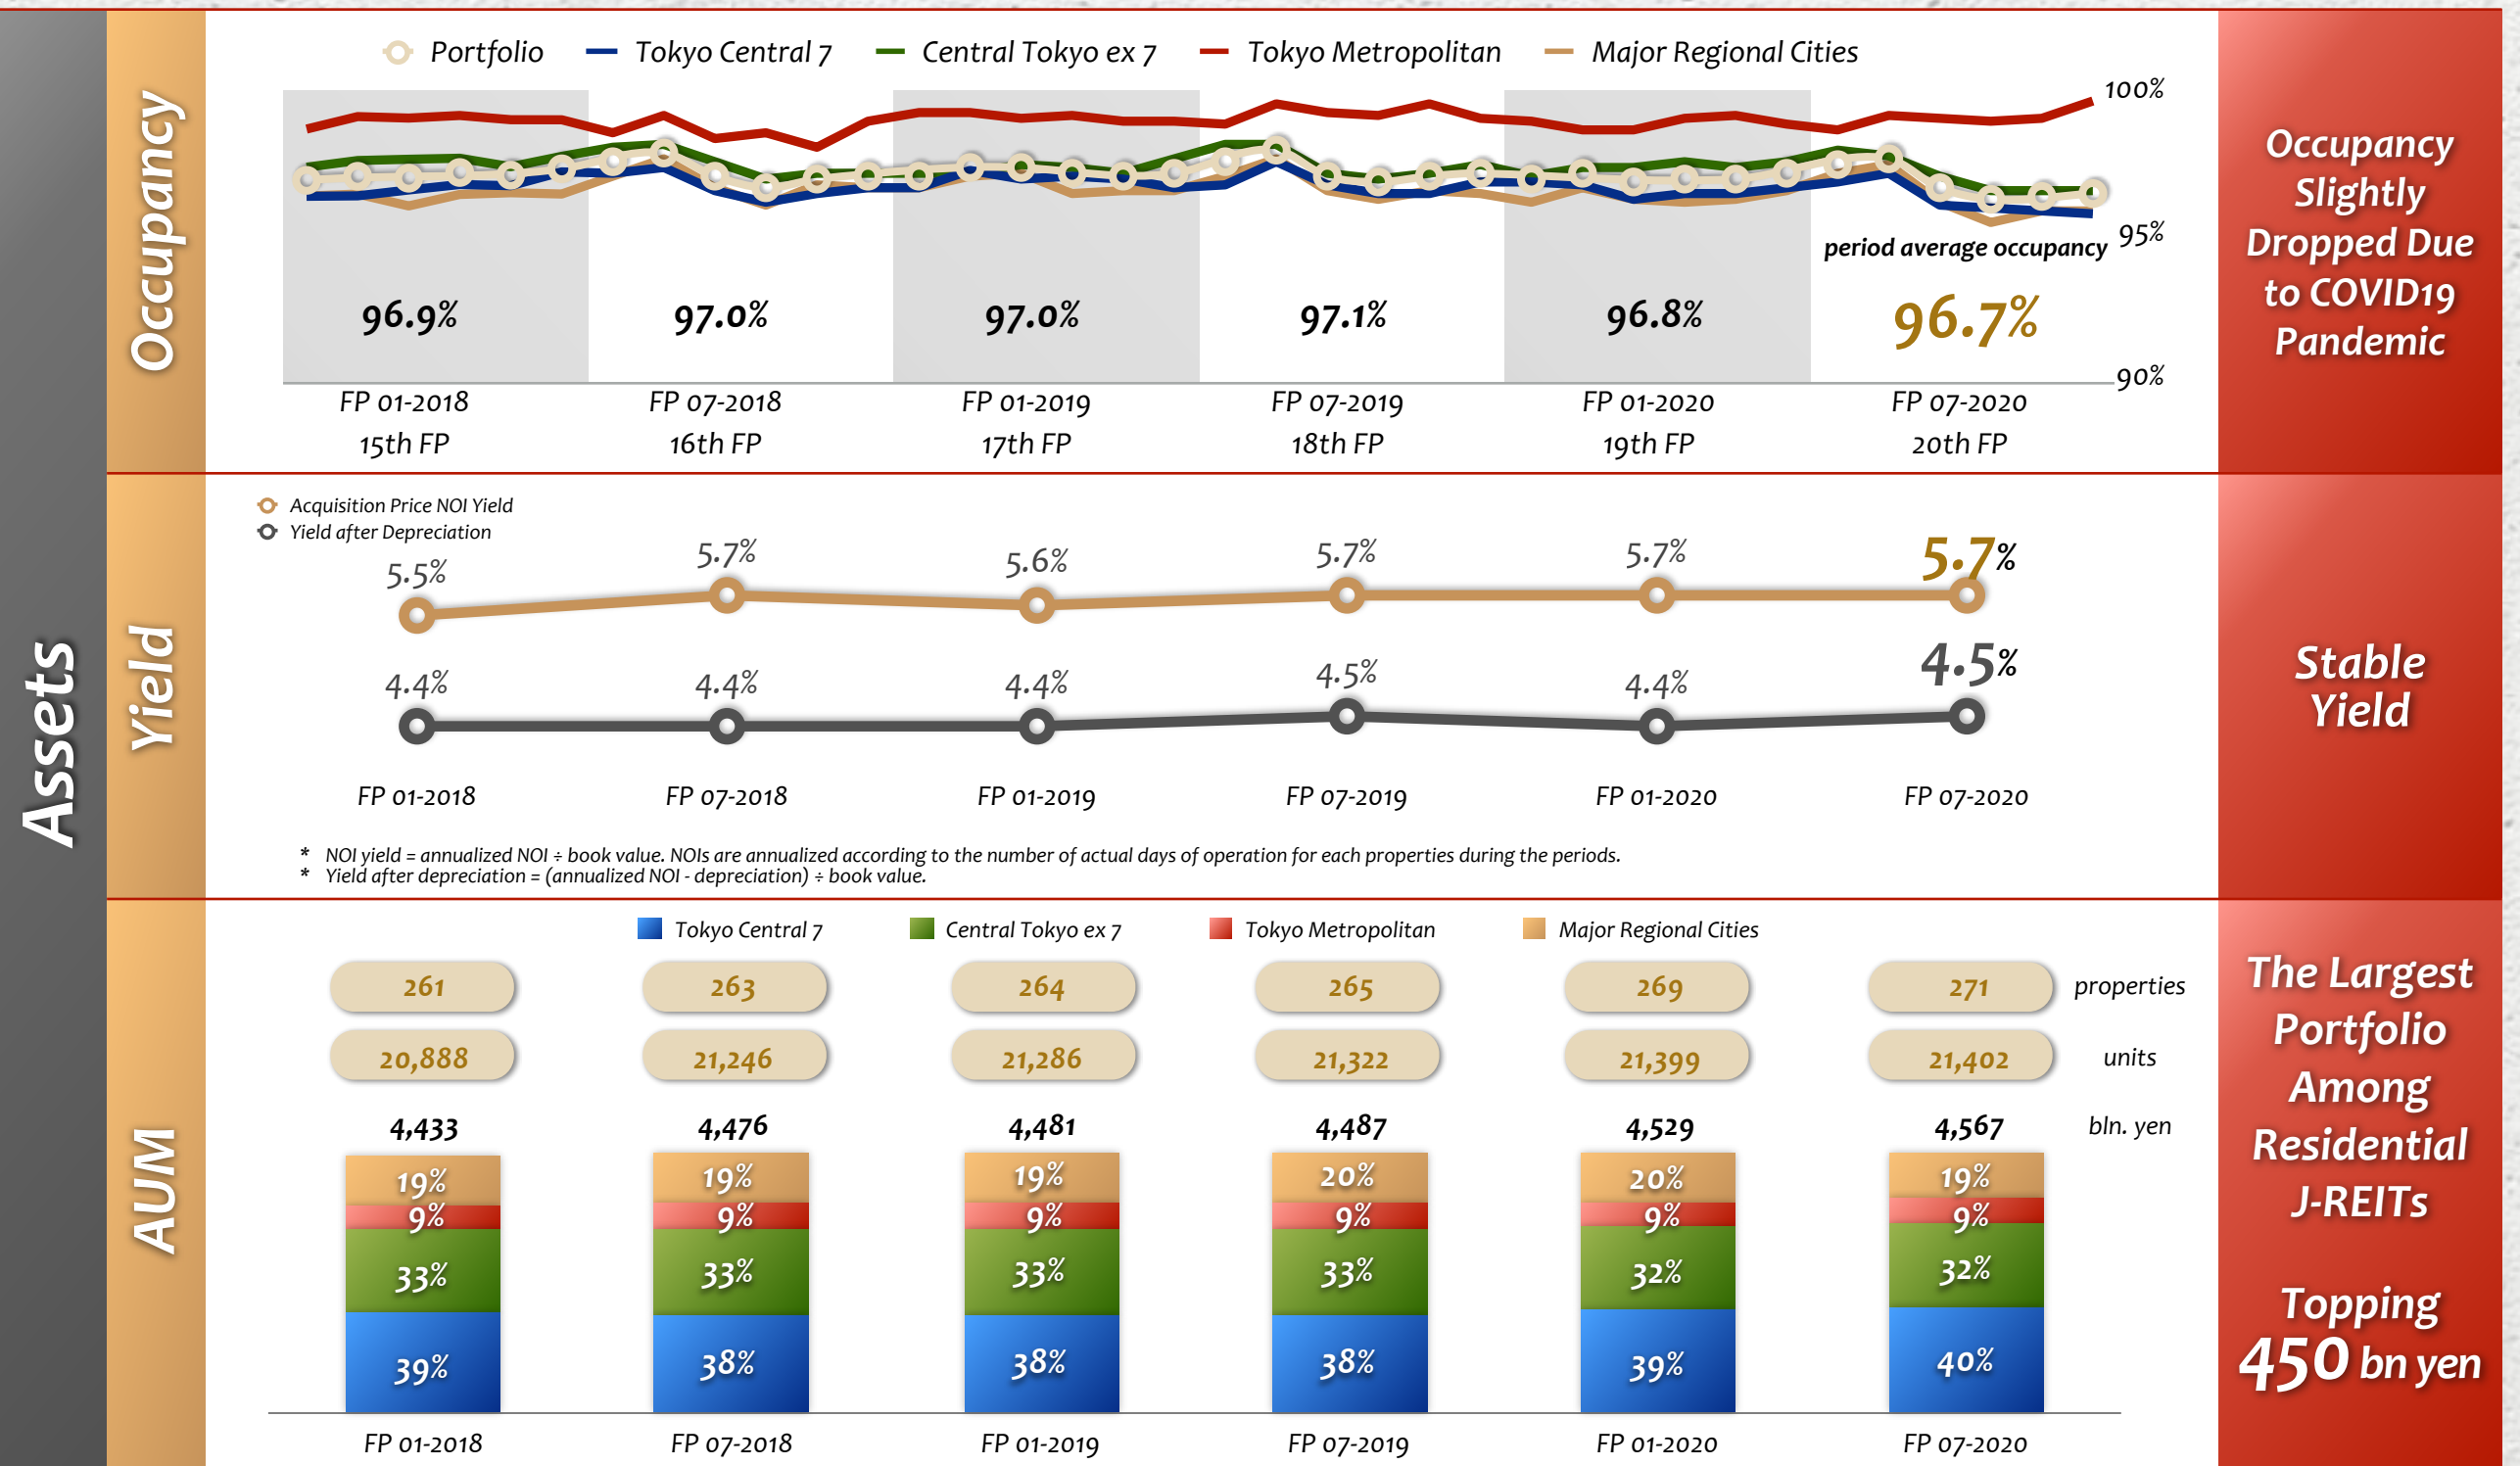 Assets
Occupancy
Portfolio
Tokyo Central 7
Central Tokyo ex 7
Tokyo Metropolitan
Major Regional Cities
100%
95%
90%
period average occupancy
96.9%
97.0%
97.0%
97.1%
96.8%
96.7%
FP 01-2018
FP 07-2018
FP 01-2019
FP 07-2019
FP 01-2020
FP 07-2020
15th FP
16th FP
17th FP
18th FP
19th FP
20th FP
Occupancy
Slightly
Dropped Due
to COVID19
Pandemic
Yield
Acquisition Price NOI Yield
Yield after Depreciation
5.5%
5.7%
5.6%
5.7%
5.7%
5.7%
4.4%
4.4%
4.4%
4.5%
4.4%
4.5%
FP 01-2018
FP 07-2018
FP 01-2019
FP 07-2019
FP 01-2020
FP 07-2020
* NOI yield = annualized NOI ÷ book value. NOIs are annualized according to the number of actual days of operation for each properties during the periods.
* Yield after depreciation = (annualized NOI - depreciation) ÷ book value.
Stable
Yield
AUM
Tokyo Central 7
Central Tokyo ex 7
Tokyo Metropolitan
Major Regional Cities
261
263
264
265
269
271
properties
20,888
21,246
21,286
21,322
21,399
21,402
units
4,433
4,476
4,481
4,487
4,529
4,567
bln. yen
19%
19%
19%
20%
20%
19%
9%
9%
9%
9%
9%
9%
33%
33%
33%
33%
32%
32%
39%
38%
38%
38%
39%
40%
FP 01-2018
FP 07-2018
FP 01-2019
FP 07-2019
FP 01-2020
FP 07-2020
The Largest
Portfolio
Among
Residential
J-REITs
Topping
450 bn yen